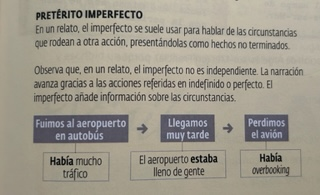 PRETÉRITO IMPERFECTO
En un relato, el imperfecto se suele usar para hablar de las circunstancias
que rodean a otra acción, presentándolas como hechos no terminados.
Observa que, en un relato, el imperfecto no es independiente. La narración
avanza gracias a las acciones referidas en indefinido o perfecto. El
imperfecto añade información sobre las circunstancias.
Fuimos al aeropuerto
en autobús
Llegamos
muy tarde
Perdimos
el avión
Había mucho
tráfico
El aeropuerto estaba
lleno de gente
Había
overbooking